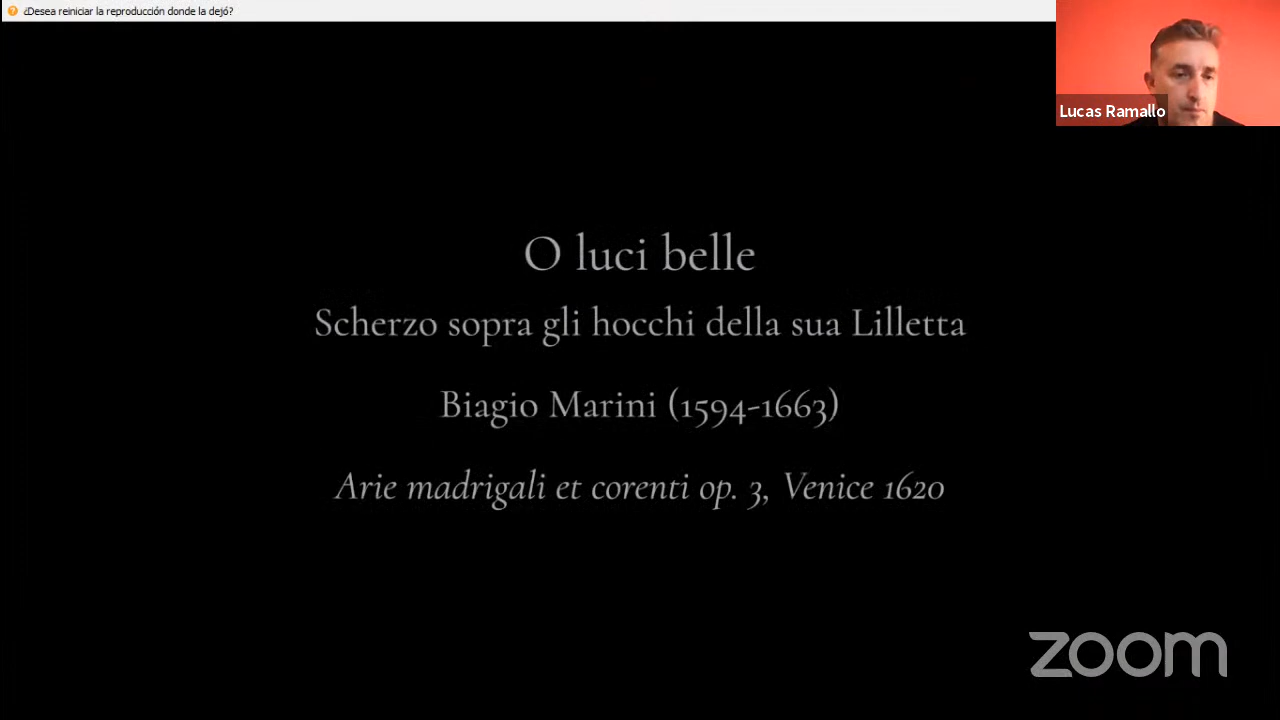 ¿Desea reiniciar la reproducción donde la dejó?
Lucas Ramallo
O luci belle
Scherzo sopra gli hocchi della sua Lilletta
Biagio Marini (1594-1663)
Arie madrigali et corenti op. 3, Venice 1620
zoom